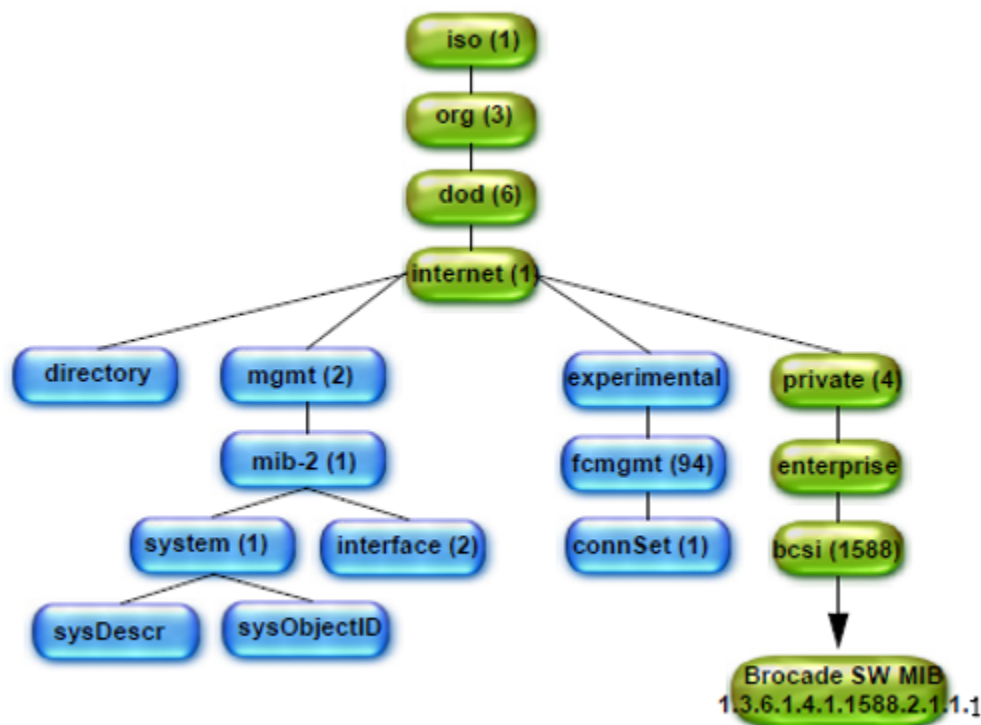 iso (1)
org (3)
dod (6)
internet (1)
directory
mgmt (2)
experimental
private (4)
mib-2 (1)
fcmgmt (94)
enterprise
system (1)
interface (2)
connSet (1)
bcsi (1588)
sysDescr
sysObjectID
Brocade SW MIB
1.3.6.1.4.1.1588.2.1.1.1